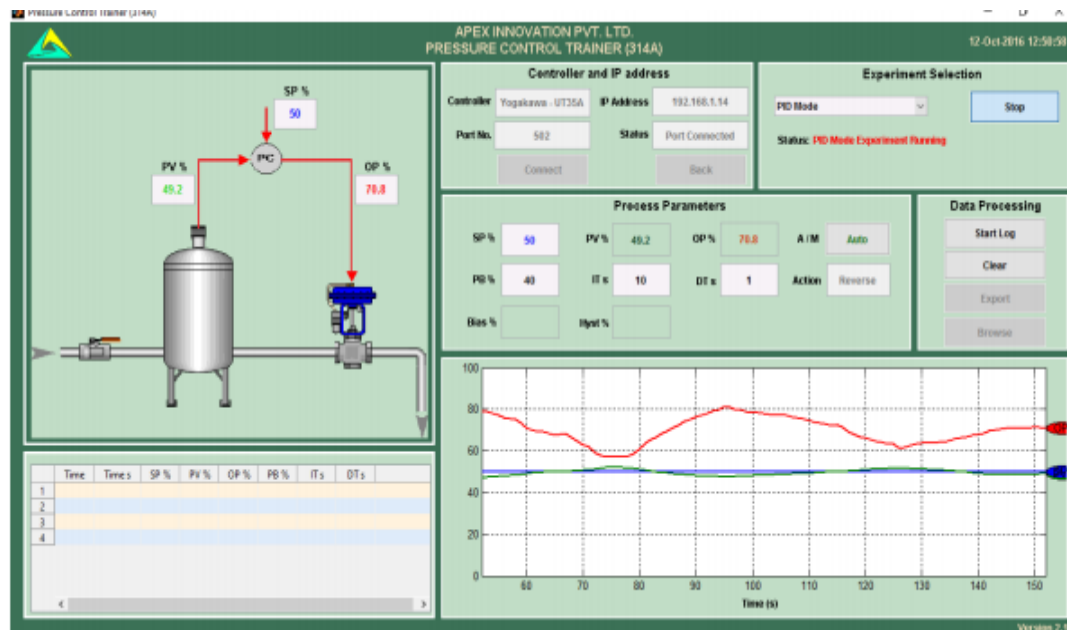 Pressure Control Trainer (314A)
APEX INNOVATION PVT. LTD.
PRESSURE CONTROL TRAINER (314A)
12-Oct-2016 12:50:58
SP %
50
PC
PV %
49.2
OP %
70.8
Controller and IP address
Controller Yogakawa - UT35A IP Address 192.168.1.14
Port No. 502 Status Port Connected
Connect Back
Experiment Selection
PID Mode Stop
Status: PID Mode Experiment Running
Process Parameters
SP % 50 PV % 49.2 OP % 70.8 A / M Auto
PB % 40 IT s 10 DT s 1 Action Reverse
Bias % Hyst %
Data Processing
Start Log
Clear
Export
Browse
Time Time s SP % PV % OP % PB % IT s DT s
1
2
3
4
100
80
60
40
20
0
60 70 80 90 100 110 120 130 140 150
Time (s)